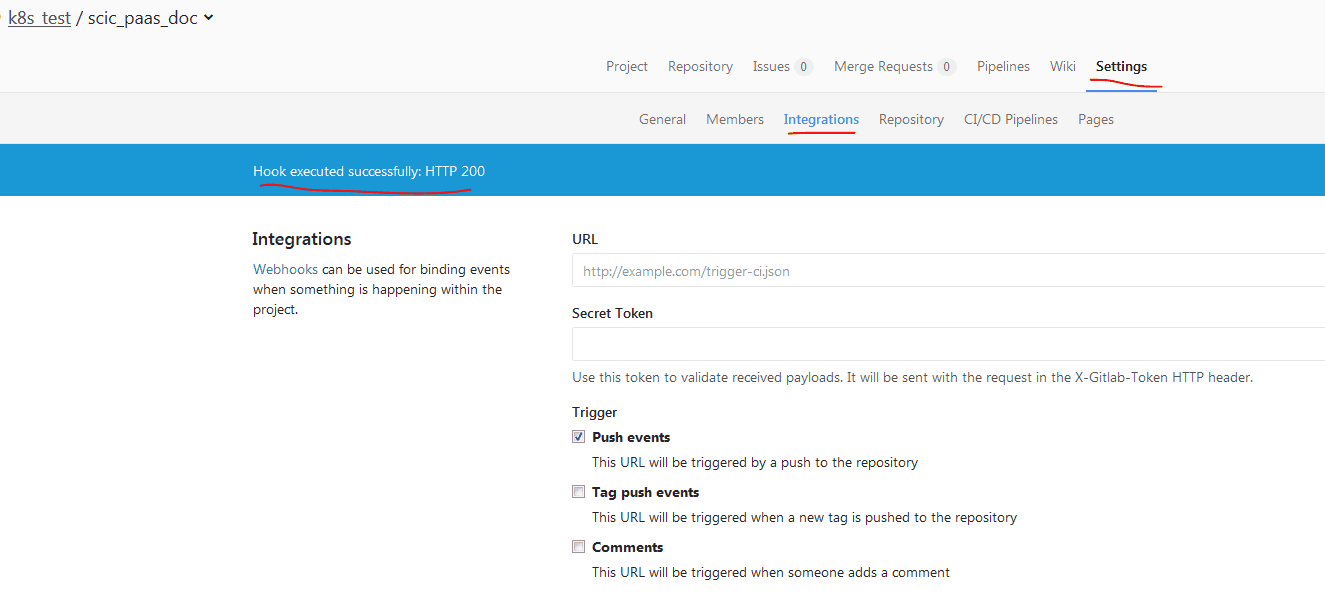 k8s_test / scic_paas_doc
Project Repository Issues 0 Merge Requests 0 Pipelines Wiki Settings
General Members Integrations Repository CI/CD Pipelines Pages
Hook executed successfully: HTTP 200
Integrations
Webhooks can be used for binding events
when something is happening within the
project.
URL
http://example.com/trigger-ci.json
Secret Token
Use this token to validate received payloads. It will be sent with the request in the X-Gitlab-Token HTTP header.
Trigger
Push events
This URL will be triggered by a push to the repository
Tag push events
This URL will be triggered when a new tag is pushed to the repository
Comments
This URL will be triggered when someone adds a comment